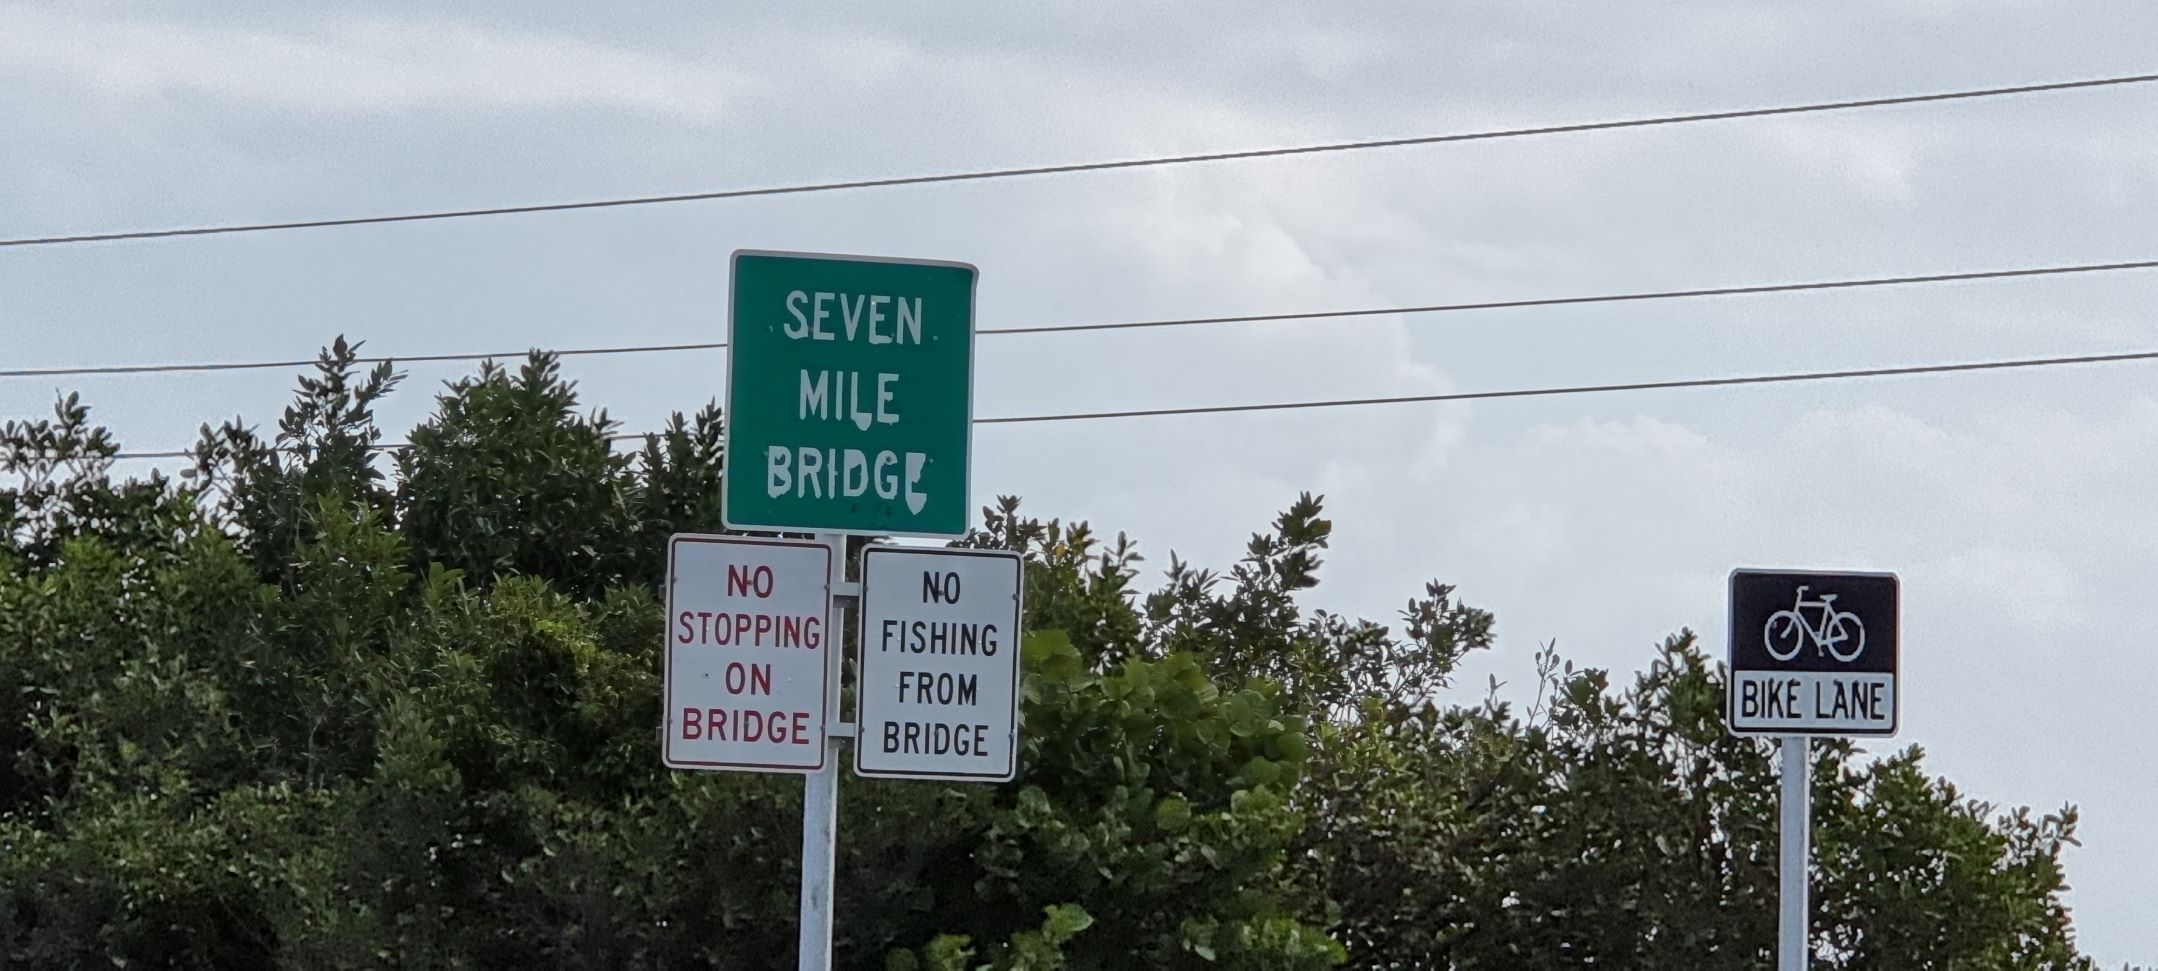 SEVEN
MILE
BRIDGE
NO
STOPPING
ON
BRIDGE
NO
FISHING
FROM
BRIDGE
BIKE LANE